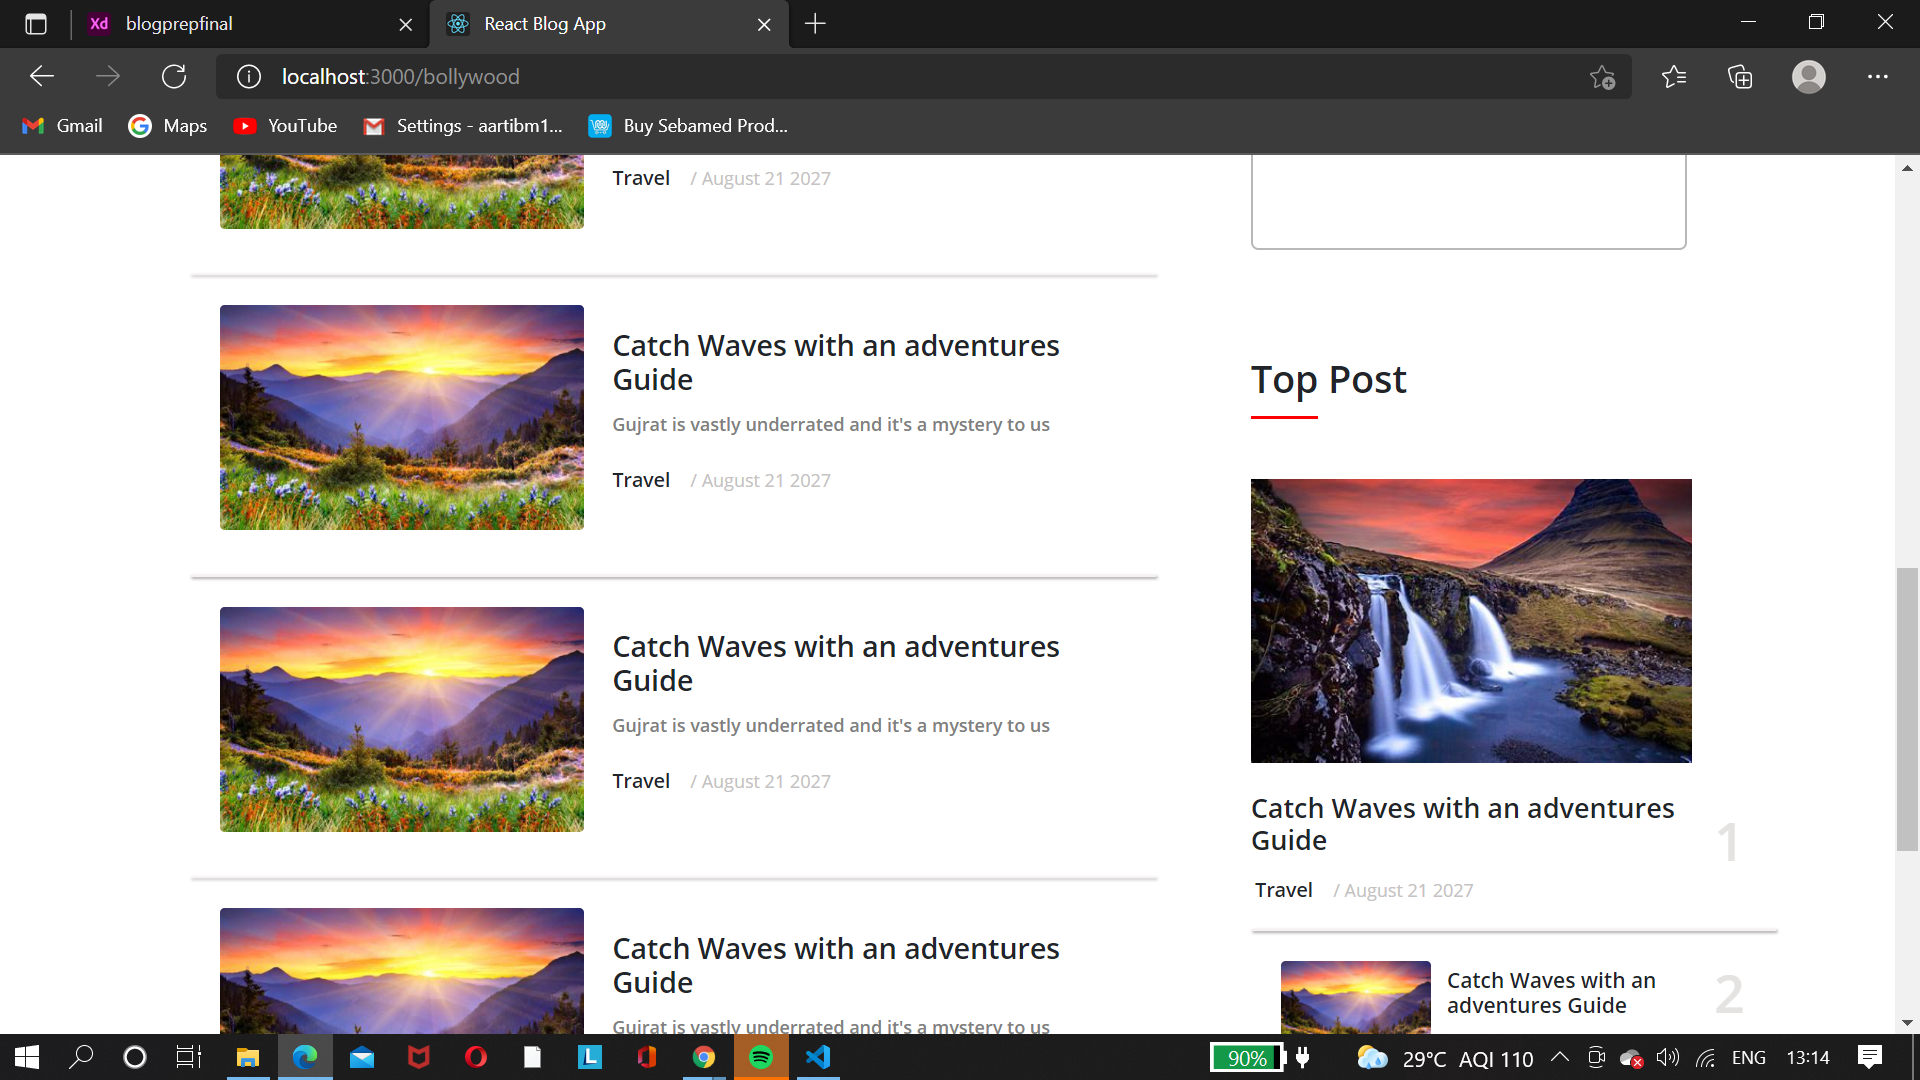 Xd blogprepfinal
React Blog App
localhost:3000/bollywood
Gmail
Maps
YouTube
Settings - aartibm1...
Buy Sebamed Prod...
Travel / August 21 2027
Catch Waves with an adventures
Guide
Gujrat is vastly underrated and it's a mystery to us
Travel / August 21 2027
Catch Waves with an adventures
Guide
Gujrat is vastly underrated and it's a mystery to us
Travel / August 21 2027
Catch Waves with an adventures
Guide
Gujrat is vastly underrated and it's a mystery to us
Top Post
Catch Waves with an adventures
Guide
1
Travel / August 21 2027
Catch Waves with an
adventures Guide
2
L
90%
29°C AQI 110
ENG
13:14